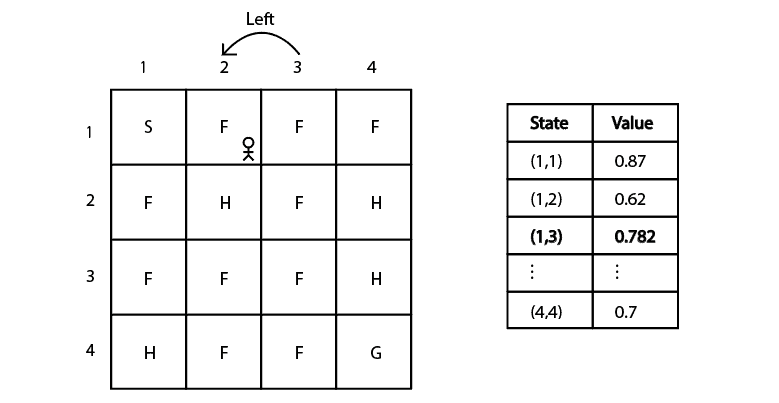 Left
1 2 3 4
1 S F F F
2 F H F H
3 F F F H
4 H F F G
State Value
(1,1) 0.87
(1,2) 0.62
(1,3) 0.782
⋮ ⋮
(4,4) 0.7